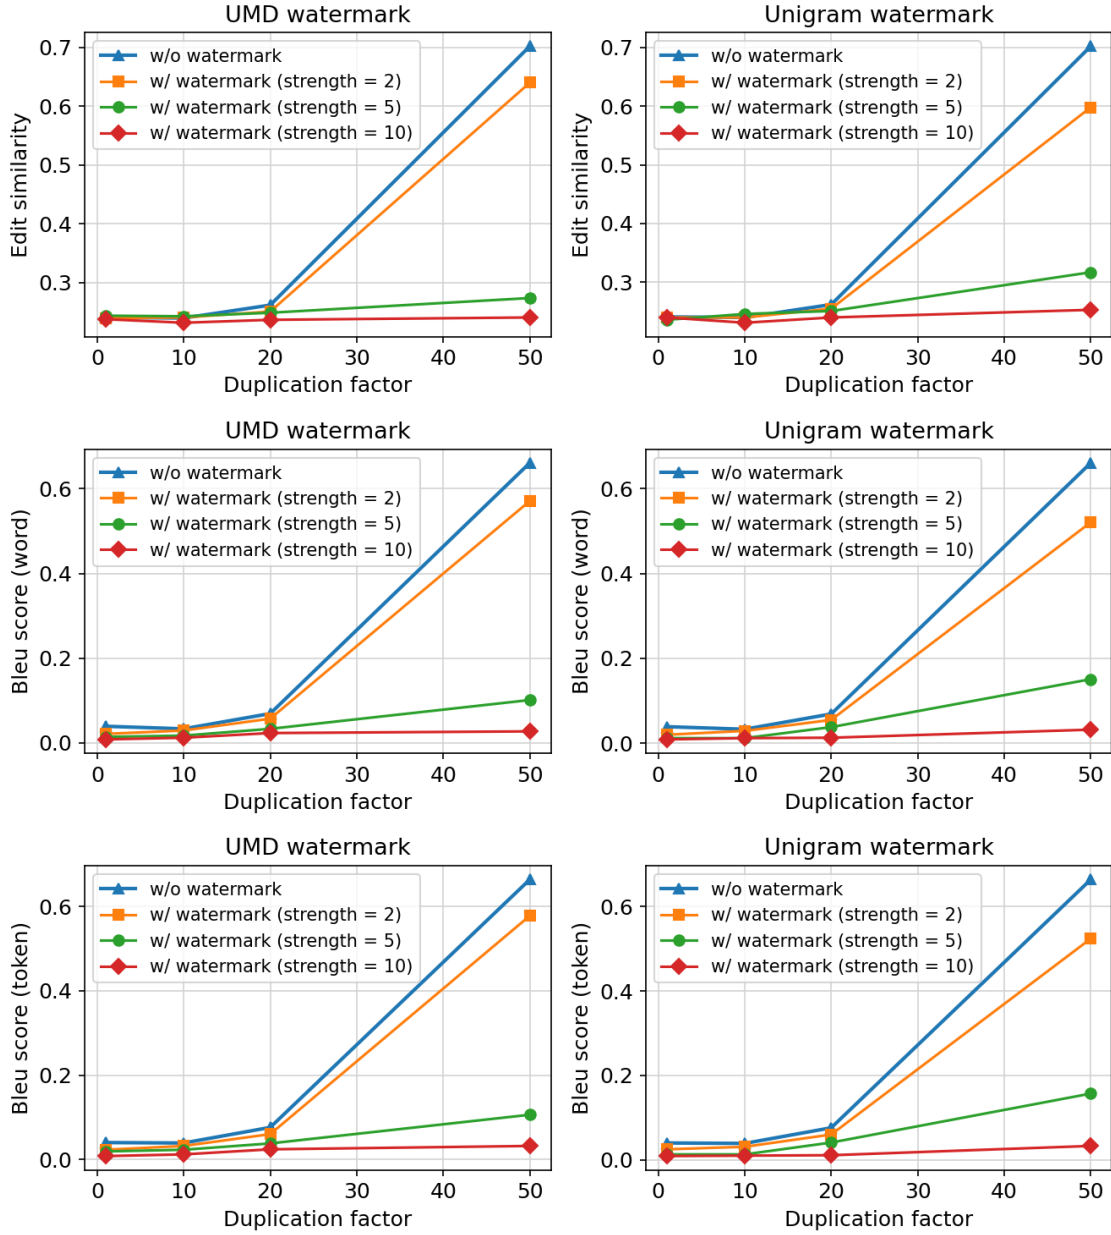 UMD watermark
Edit similarity
0.7
0.6
0.5
0.4
0.3
w/o watermark
w/ watermark (strength = 2)
w/ watermark (strength = 5)
w/ watermark (strength = 10)
0 10 20 30 40 50
Duplication factor
Unigram watermark
Edit similarity
0.7
0.6
0.5
0.4
0.3
w/o watermark
w/ watermark (strength = 2)
w/ watermark (strength = 5)
w/ watermark (strength = 10)
0 10 20 30 40 50
Duplication factor
UMD watermark
Bleu score (word)
0.6
0.4
0.2
0.0
w/o watermark
w/ watermark (strength = 2)
w/ watermark (strength = 5)
w/ watermark (strength = 10)
0 10 20 30 40 50
Duplication factor
Unigram watermark
Bleu score (word)
0.6
0.4
0.2
0.0
w/o watermark
w/ watermark (strength = 2)
w/ watermark (strength = 5)
w/ watermark (strength = 10)
0 10 20 30 40 50
Duplication factor
UMD watermark
Bleu score (token)
0.6
0.4
0.2
0.0
w/o watermark
w/ watermark (strength = 2)
w/ watermark (strength = 5)
w/ watermark (strength = 10)
0 10 20 30 40 50
Duplication factor
Unigram watermark
Bleu score (token)
0.6
0.4
0.2
0.0
w/o watermark
w/ watermark (strength = 2)
w/ watermark (strength = 5)
w/ watermark (strength = 10)
0 10 20 30 40 50
Duplication factor